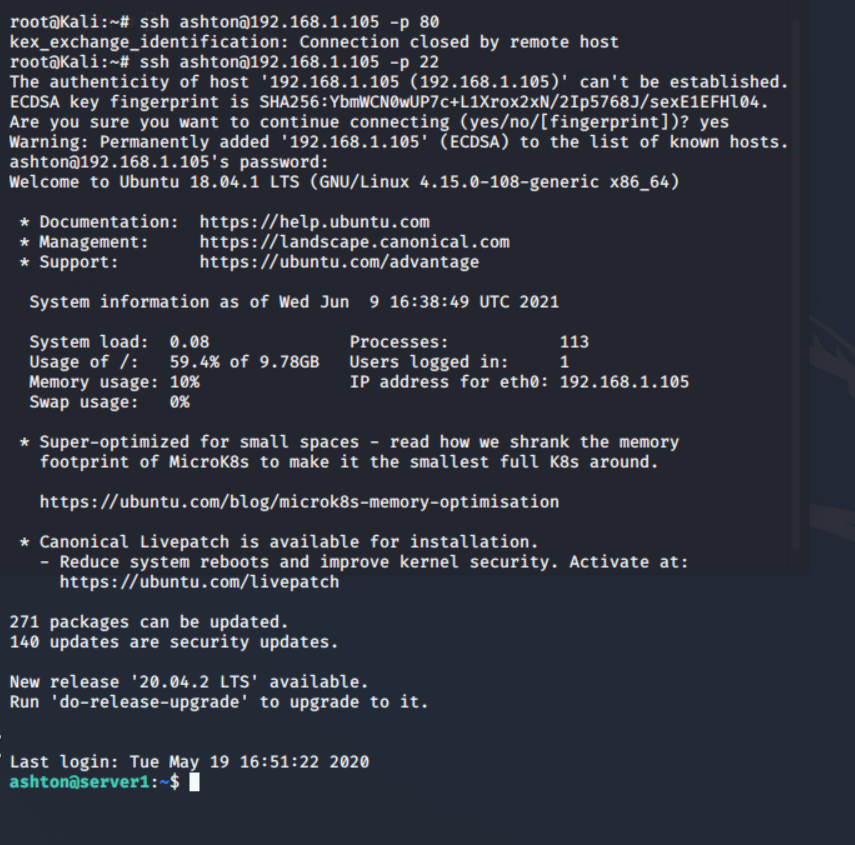 root@Kali:~# ssh ashton@192.168.1.105 -p 80
kex_exchange_identification: Connection closed by remote host
root@Kali:~# ssh ashton@192.168.1.105 -p 22
The authenticity of host '192.168.1.105 (192.168.1.105)' can't be established.
ECDSA key fingerprint is SHA256:YbmWCN0wUP7c+L1Xrox2xN/2Ip5768J/sexE1EFHl04.
Are you sure you want to continue connecting (yes/no/[fingerprint])? yes
Warning: Permanently added '192.168.1.105' (ECDSA) to the list of known hosts.
ashton@192.168.1.105's password:
Welcome to Ubuntu 18.04.1 LTS (GNU/Linux 4.15.0-108-generic x86_64)

 * Documentation:  https://help.ubuntu.com
 * Management:     https://landscape.canonical.com
 * Support:        https://ubuntu.com/advantage

  System information as of Wed Jun  9 16:38:49 UTC 2021

  System load:  0.08              Processes:           113
  Usage of /:   59.4% of 9.78GB   Users logged in:     1
  Memory usage: 10%               IP address for eth0: 192.168.1.105
  Swap usage:   0%

 * Super-optimized for small spaces - read how we shrank the memory
   footprint of MicroK8s to make it the smallest full K8s around.

   https://ubuntu.com/blog/microk8s-memory-optimisation

 * Canonical Livepatch is available for installation.
   - Reduce system reboots and improve kernel security. Activate at:
     https://ubuntu.com/livepatch

271 packages can be updated.
140 updates are security updates.

New release '20.04.2 LTS' available.
Run 'do-release-upgrade' to upgrade to it.

Last login: Tue May 19 16:51:22 2020
ashton@server1:~$